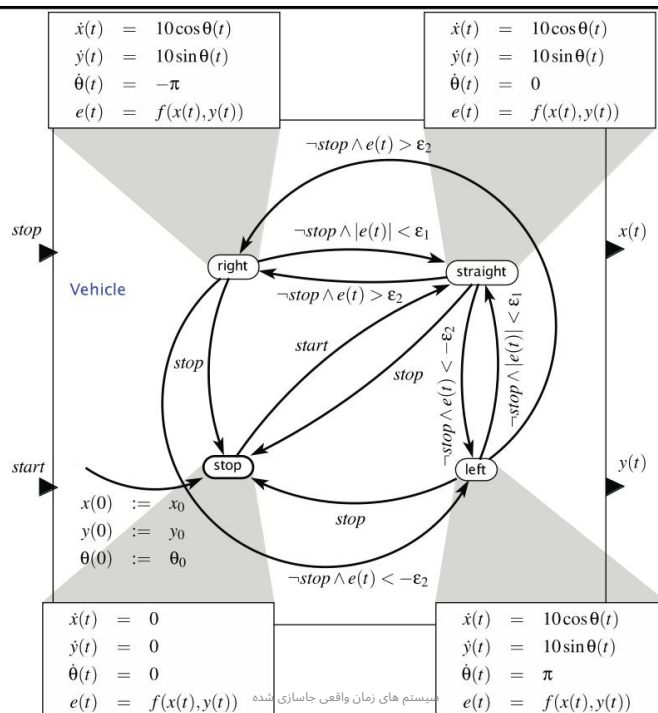 ẋ(t) = 10cosθ(t)
ẏ(t) = 10sinθ(t)
θ̇(t) = −π
e(t) = f(x(t),y(t))
ẋ(t) = 10cosθ(t)
ẏ(t) = 10sinθ(t)
θ̇(t) = 0
e(t) = f(x(t),y(t))
¬stop ∧ e(t) > ε₂
stop
¬stop ∧ |e(t)| < ε₁
x(t)
right
straight
Vehicle
¬stop ∧ e(t) > ε₂
start
stop
stop
¬stop ∧ e(t) < −ε₂
¬stop ∧ |e(t)| < ε₁
start
stop
left
y(t)
x(0) := x₀
y(0) := y₀
θ(0) := θ₀
stop
¬stop ∧ e(t) < −ε₂
ẋ(t) = 0
ẏ(t) = 0
θ̇(t) = 0
e(t) = f(x(t),y(t))
ẋ(t) = 10cosθ(t)
ẏ(t) = 10sinθ(t)
θ̇(t) = π
e(t) = f(x(t),y(t))
سیستم های زمان واقعی جاسازی شده